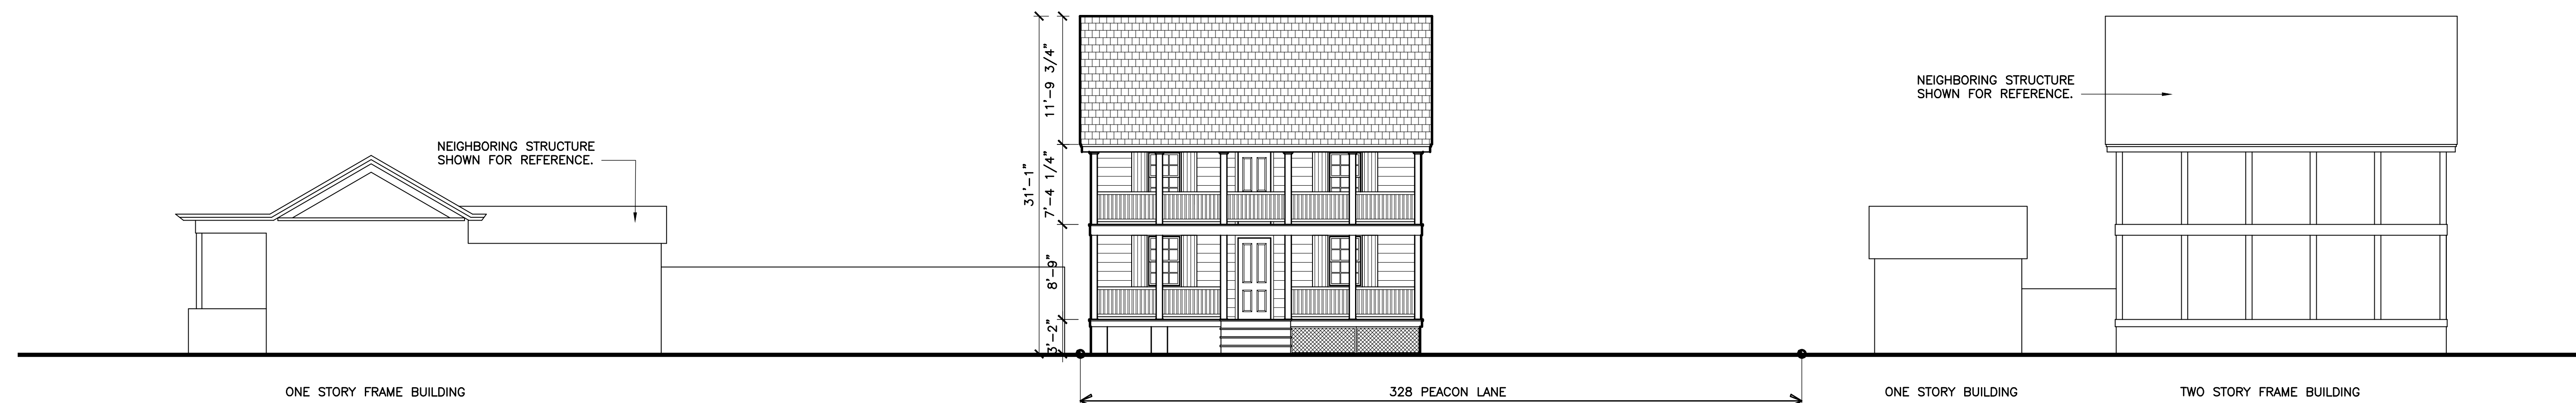 NEIGHBORING STRUCTURE
SHOWN FOR REFERENCE.
31'-1"
11'-9 3/4"
7'-4 1/4"
8'-9"
3'-2"
NEIGHBORING STRUCTURE
SHOWN FOR REFERENCE.
ONE STORY FRAME BUILDING
328 PEACON LANE
ONE STORY BUILDING
TWO STORY FRAME BUILDING